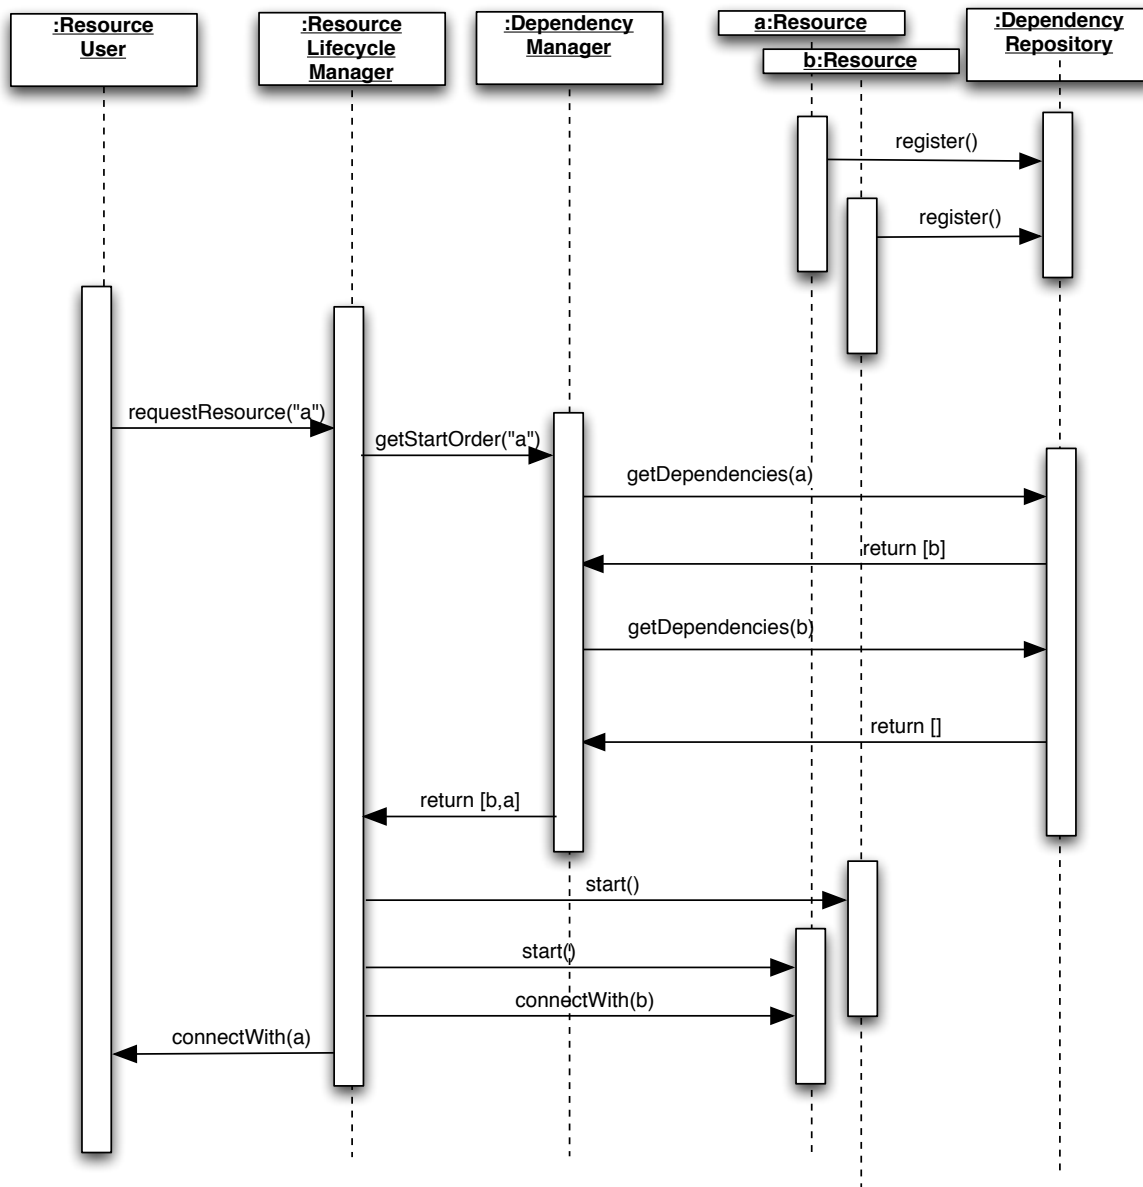 :Resource
User
:Resource
Lifecycle
Manager
:Dependency
Manager
a:Resource
b:Resource
:Dependency
Repository
register()
register()
requestResource("a")
getStartOrder("a")
getDependencies(a)
return [b]
getDependencies(b)
return []
return [b,a]
start()
start()
connectWith(b)
connectWith(a)